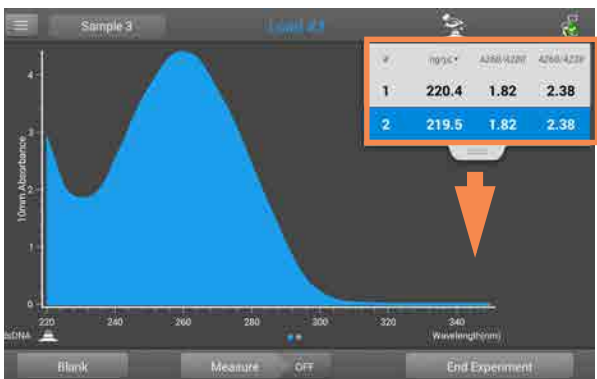 Sample 3
Load #3
# ng/µL A260/A280 A260/A230
1 220.4 1.82 2.38
2 219.5 1.82 2.38
10mm Absorbance
4
3
2
1
0
220 240 260 280 300 320 340
dsDNA
Wavelength(nm)
Blank Measure OFF End Experiment